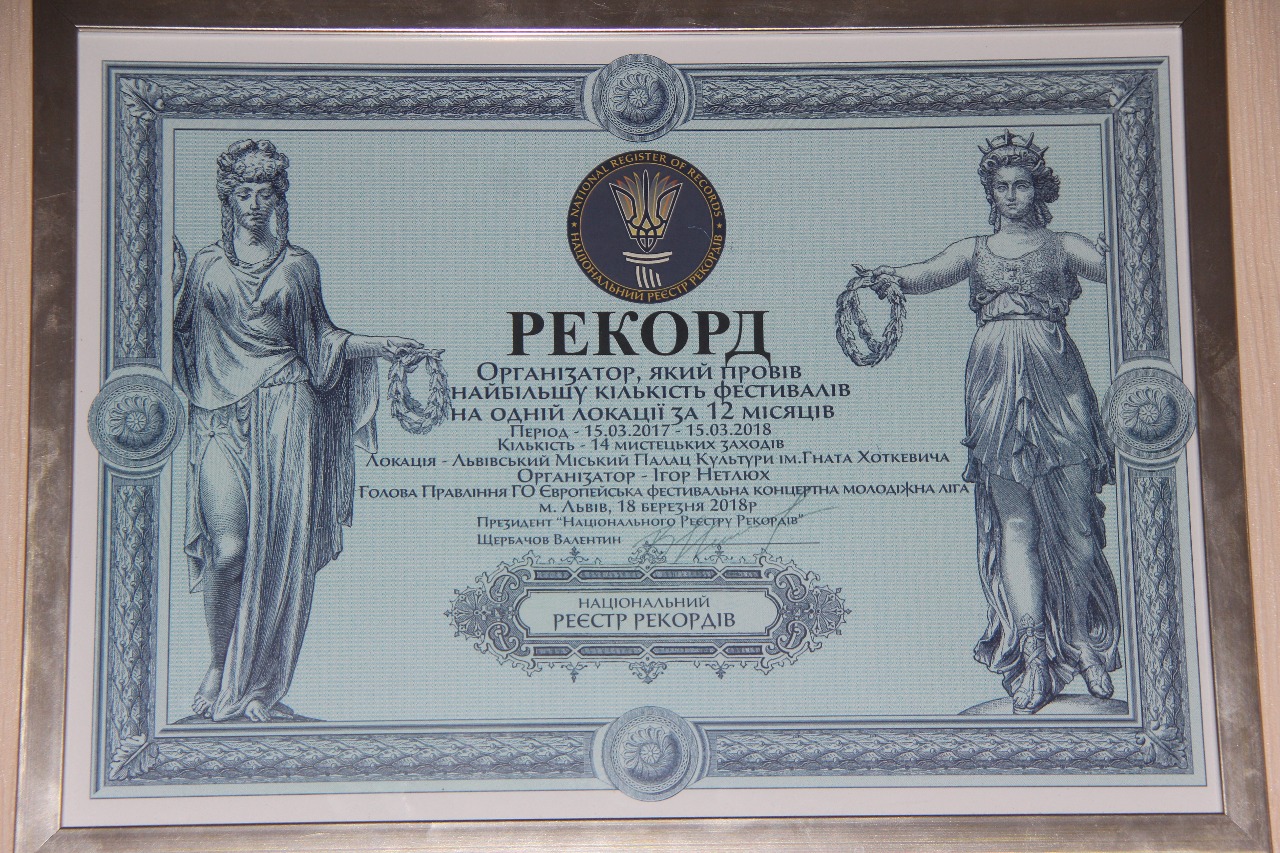 NATIONAL REGISTER OF RECORDS
НАЦІОНАЛЬНИЙ РЕЄСТР РЕКОРДІВ
РЕКОРД
Організатор, який провів
найбільшу кількість фестивалів
на одній локації за 12 місяців
Період - 15.03.2017 - 15.03.2018
Кількість - 14 мистецьких заходів
Локація - Львівський Міський Палац Культури ім.Гната Хоткевича
Організатор - Ігор Нетлюх
Голова Правління ГО Європейська фестивальна концертна молодіжна ліга
м. Львів, 18 березня 2018р
Президент "Національного Реєстру Рекордів"
Щербачов Валентин
НАЦІОНАЛЬНИЙ
РЕЄСТР РЕКОРДІВ